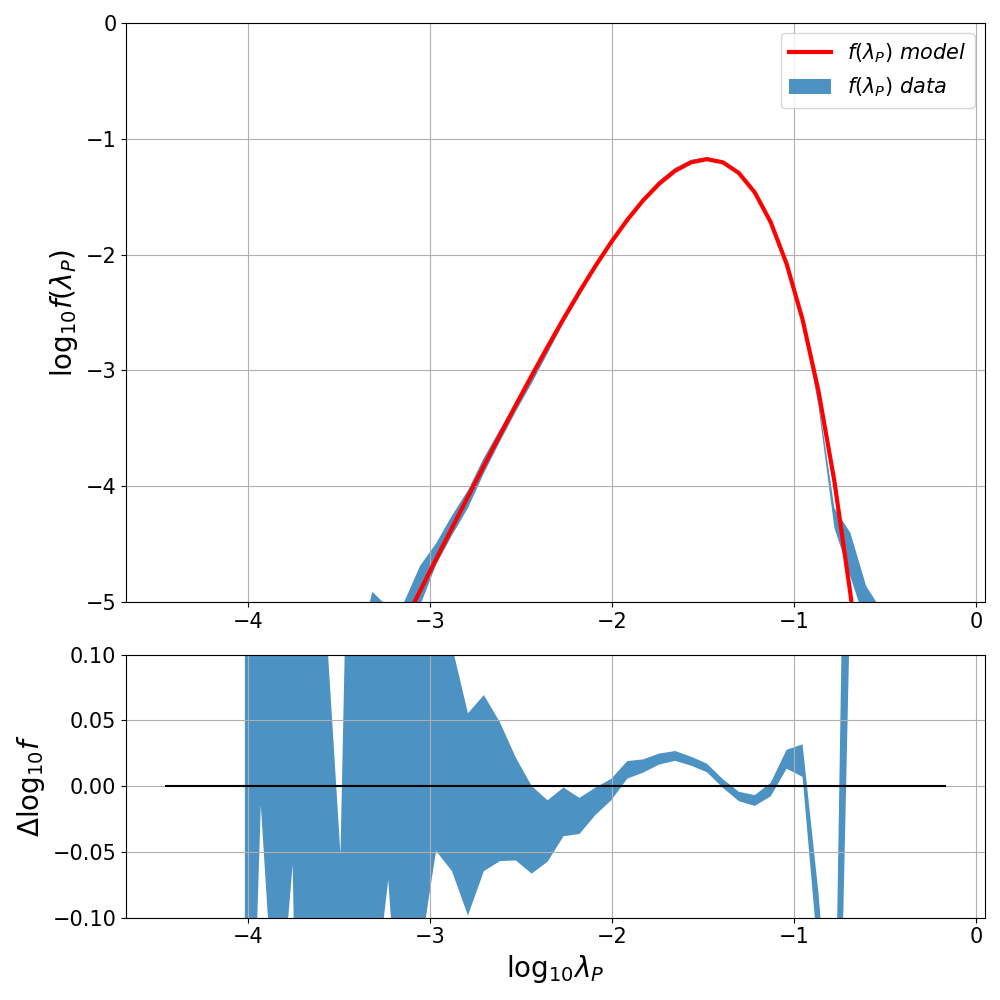 0
−1
−2
−3
−4
−5
log₁₀f(λ_P)
f(λ_P) model
f(λ_P) data
−4 −3 −2 −1 0
0.10
0.05
0.00
−0.05
−0.10
Δlog₁₀f
−4 −3 −2 −1 0
log₁₀λ_P